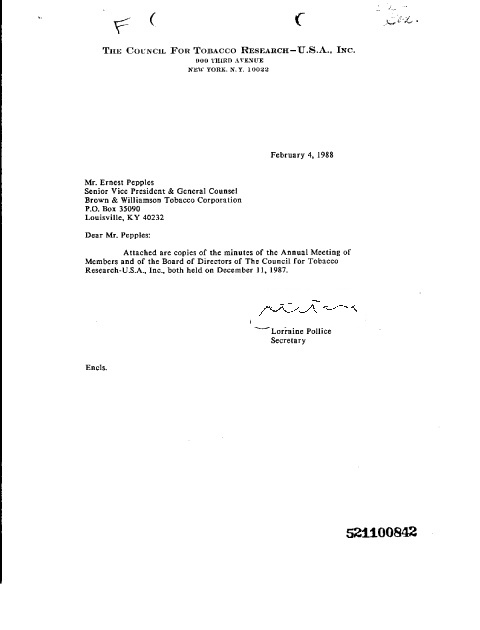 F
THE COUNCIL FOR TOBACCO RESEARCH—U.S.A., INC.
900 THIRD AVENUE
NEW YORK, N. Y. 10022
February 4, 1988
Mr. Ernest Pepples
Senior Vice President & General Counsel
Brown & Williamson Tobacco Corporation
P.O. Box 35090
Louisville, KY 40232
Dear Mr. Pepples:
Attached are copies of the minutes of the Annual Meeting of
Members and of the Board of Directors of The Council for Tobacco
Research-U.S.A., Inc., both held on December 11, 1987.
Lorraine Pollice
Secretary
Encls.
521100842